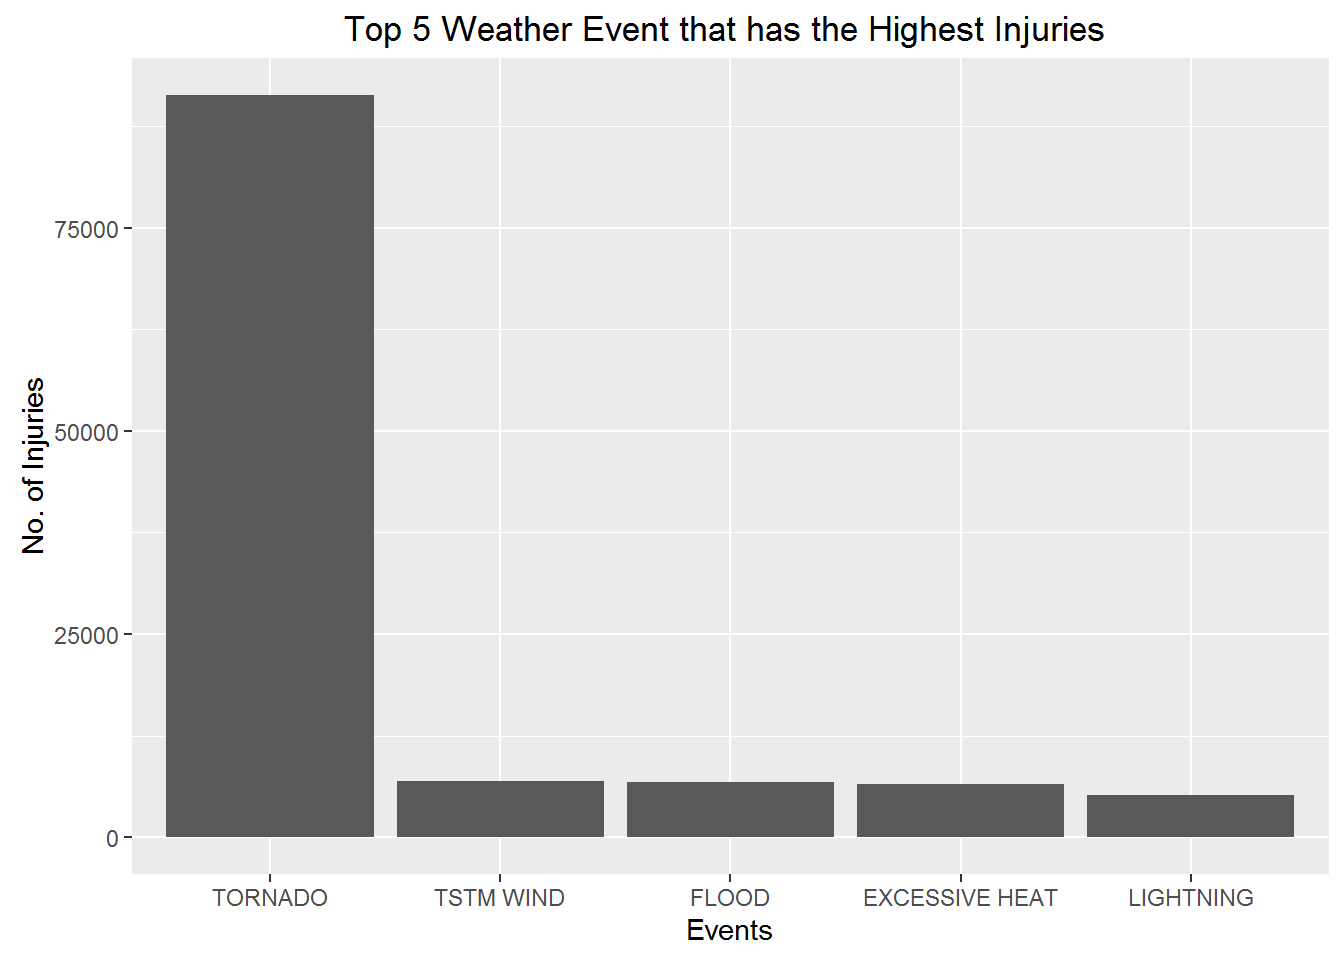 Top 5 Weather Event that has the Highest Injuries
No. of Injuries
75000
50000
25000
0
TORNADO
TSTM WIND
FLOOD
EXCESSIVE HEAT
LIGHTNING
Events